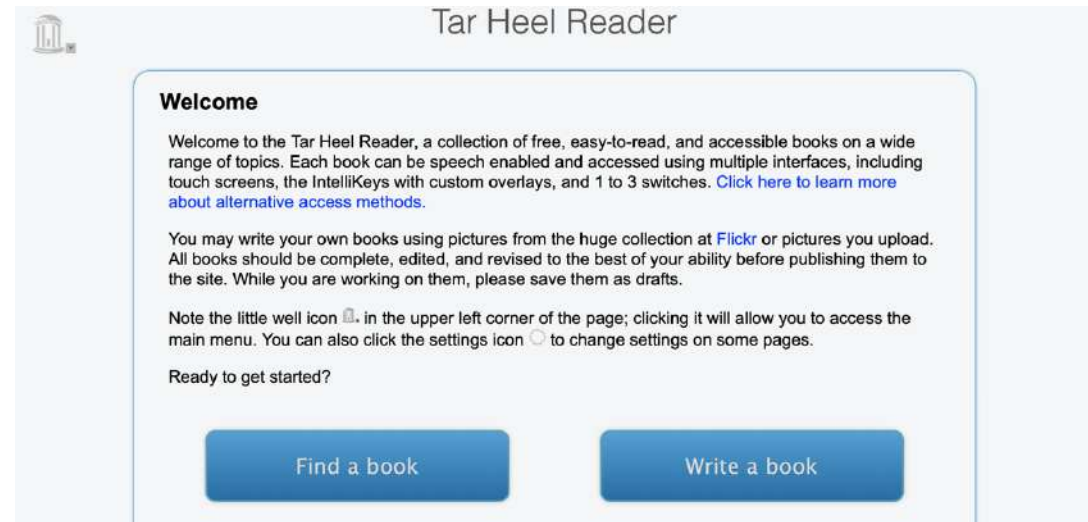 Tar Heel Reader
Welcome
Welcome to the Tar Heel Reader, a collection of free, easy-to-read, and accessible books on a wide
range of topics. Each book can be speech enabled and accessed using multiple interfaces, including
touch screens, the IntelliKeys with custom overlays, and 1 to 3 switches. Click here to learn more
about alternative access methods.
You may write your own books using pictures from the huge collection at Flickr or pictures you upload.
All books should be complete, edited, and revised to the best of your ability before publishing them to
the site. While you are working on them, please save them as drafts.
Note the little well icon in the upper left corner of the page; clicking it will allow you to access the
main menu. You can also click the settings icon to change settings on some pages.
Ready to get started?
Find a book
Write a book